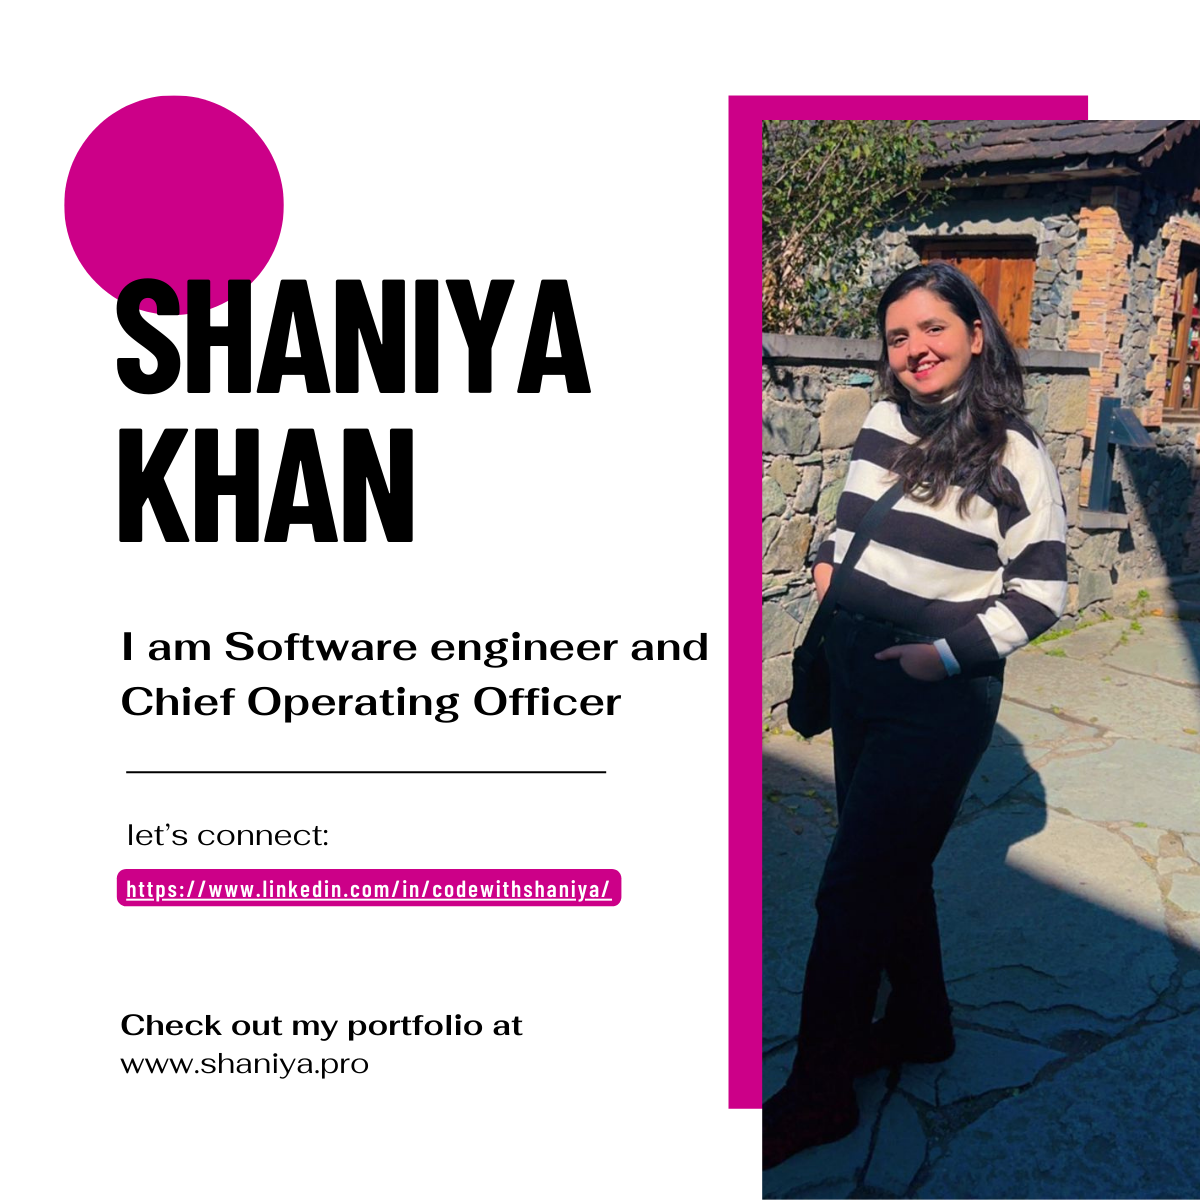 SHANIYA
KHAN
I am Software engineer and
Chief Operating Officer
let’s connect:
https://www.linkedin.com/in/codewithshaniya/
Check out my portfolio at
www.shaniya.pro